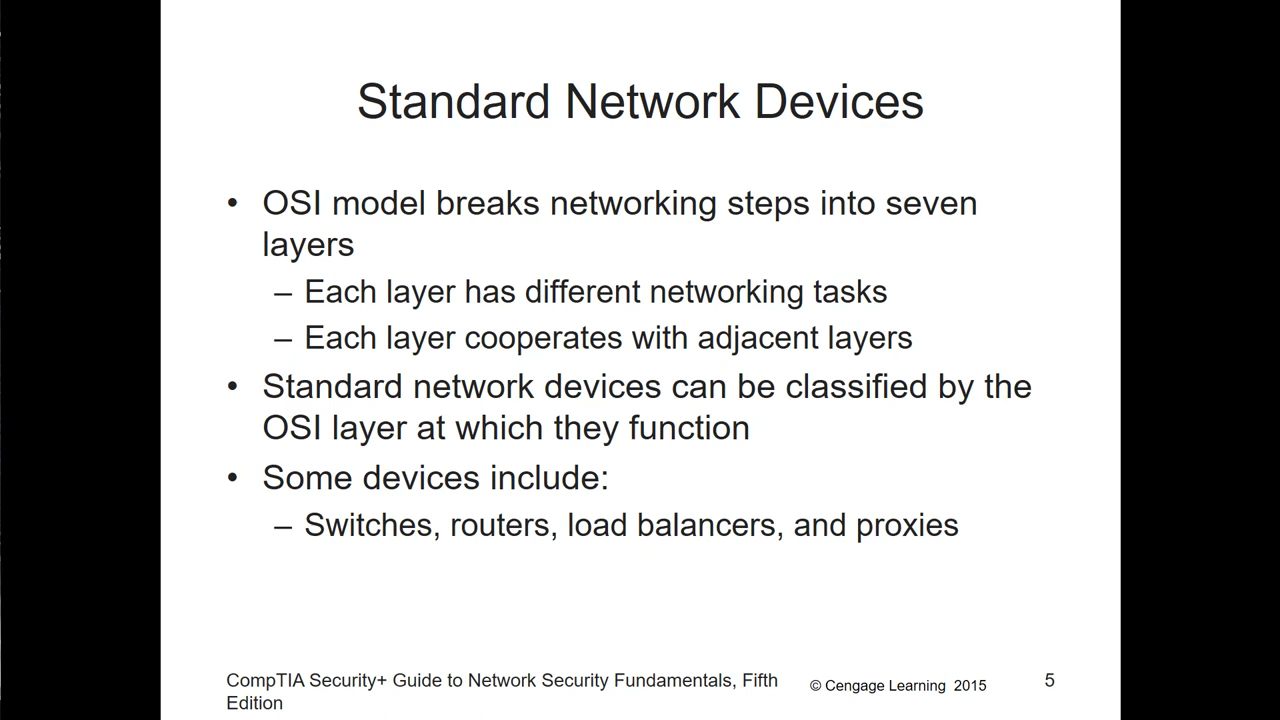 Standard Network Devices
• OSI model breaks networking steps into seven
layers
– Each layer has different networking tasks
– Each layer cooperates with adjacent layers
• Standard network devices can be classified by the
OSI layer at which they function
• Some devices include:
– Switches, routers, load balancers, and proxies
CompTIA Security+ Guide to Network Security Fundamentals, Fifth
Edition
© Cengage Learning 2015
5